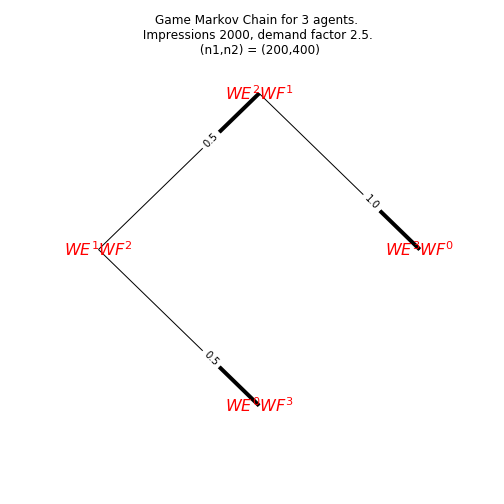 Game Markov Chain for 3 agents.
Impressions 2000, demand factor 2.5.
(n1,n2) = (200,400)
WE²WF¹
0.5
1.0
WE¹WF²
WE³WF⁰
0.5
WE⁰WF³